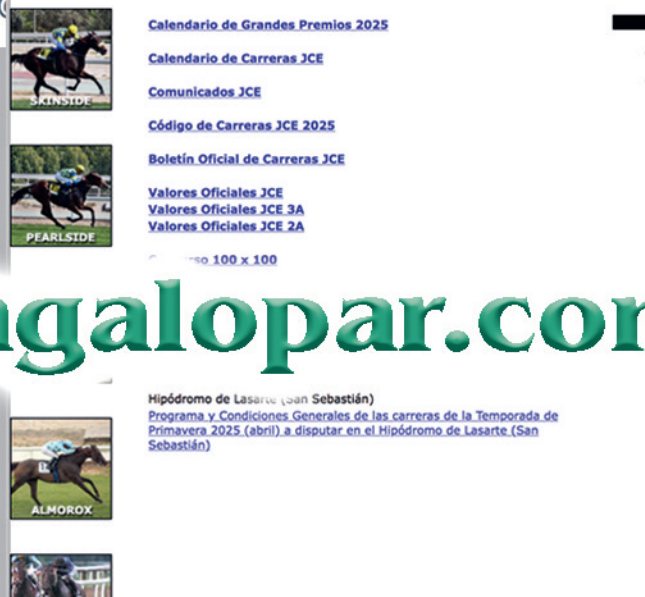 SKINSIDE
Calendario de Grandes Premios 2025
Calendario de Carreras JCE
Comunicados JCE
Código de Carreras JCE 2025
PEARLSIDE
Boletín Oficial de Carreras JCE
Valores Oficiales JCE
Valores Oficiales JCE 3A
Valores Oficiales JCE 2A
100 x 100
Hipódromo de Lasarte (San Sebastián)
Programa y Condiciones Generales de las carreras de la Temporada de
Primavera 2025 (abril) a disputar en el Hipódromo de Lasarte (San
Sebastián)
ALMOROX